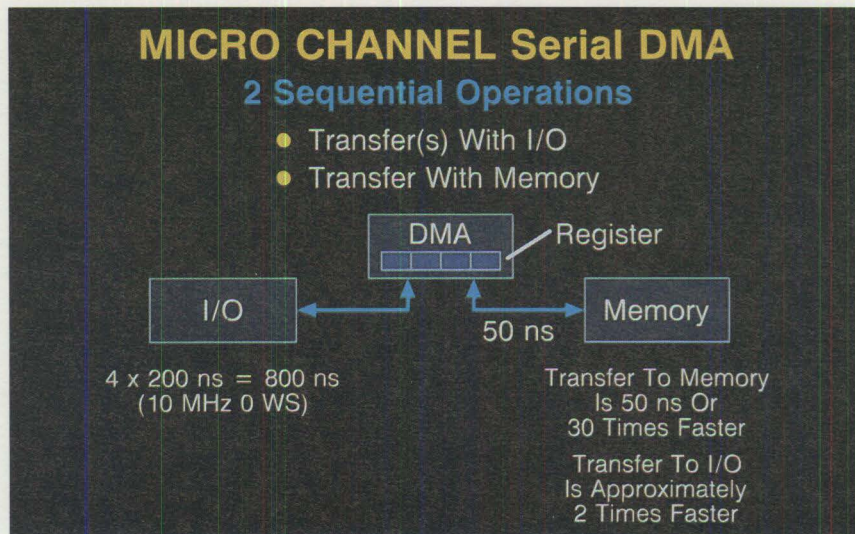 MICRO CHANNEL Serial DMA
2 Sequential Operations
Transfer(s) With I/O
Transfer With Memory
DMA
Register
I/O
Memory
50 ns
4 x 200 ns = 800 ns
(10 MHz 0 WS)
Transfer To Memory
Is 50 ns Or
30 Times Faster
Transfer To I/O
Is Approximately
2 Times Faster